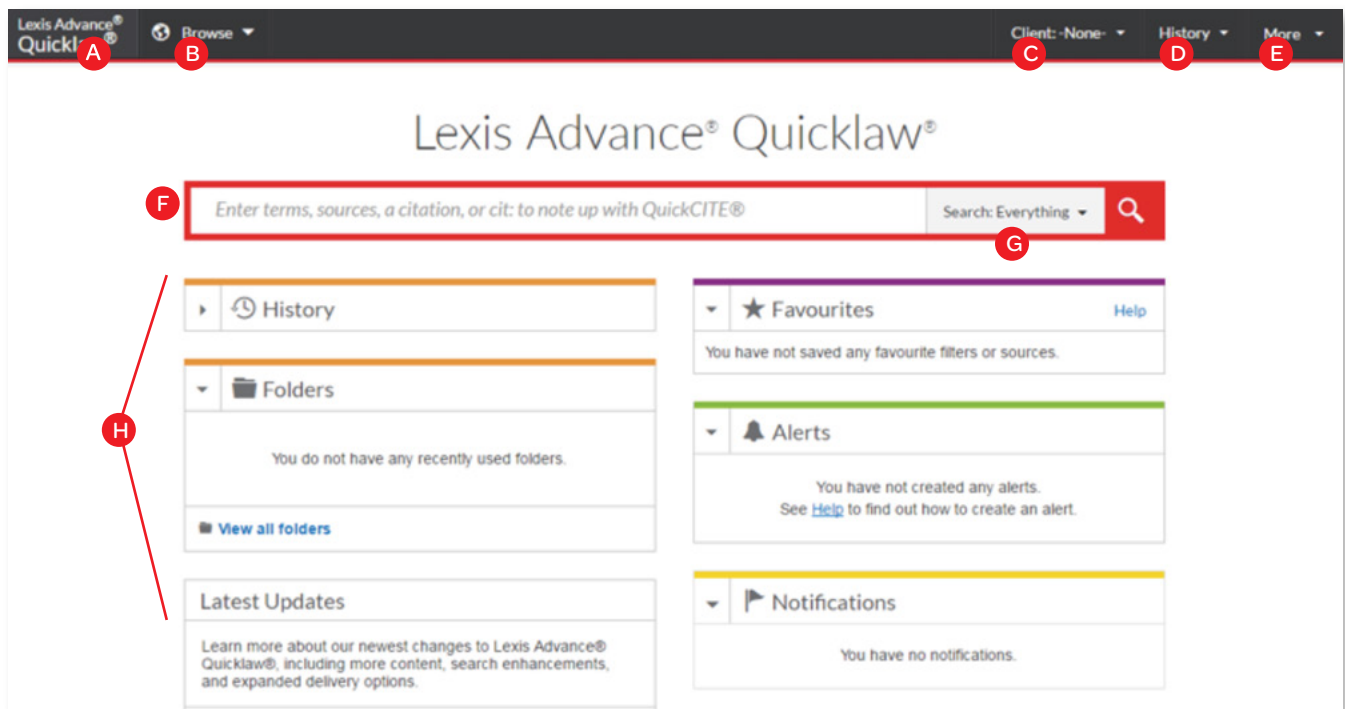 Lexis Advance®
Quickl ®
A
Browse
B
Client: -None-
C
History
D
More
E
Lexis Advance® Quicklaw®
F
Enter terms, sources, a citation, or cit: to note up with QuickCITE®
Search: Everything
G
H
History
Folders
You do not have any recently used folders.
View all folders
Latest Updates
Learn more about our newest changes to Lexis Advance®
Quicklaw®, including more content, search enhancements,
and expanded delivery options.
Favourites
Help
You have not saved any favourite filters or sources.
Alerts
You have not created any alerts.
See Help to find out how to create an alert.
Notifications
You have no notifications.